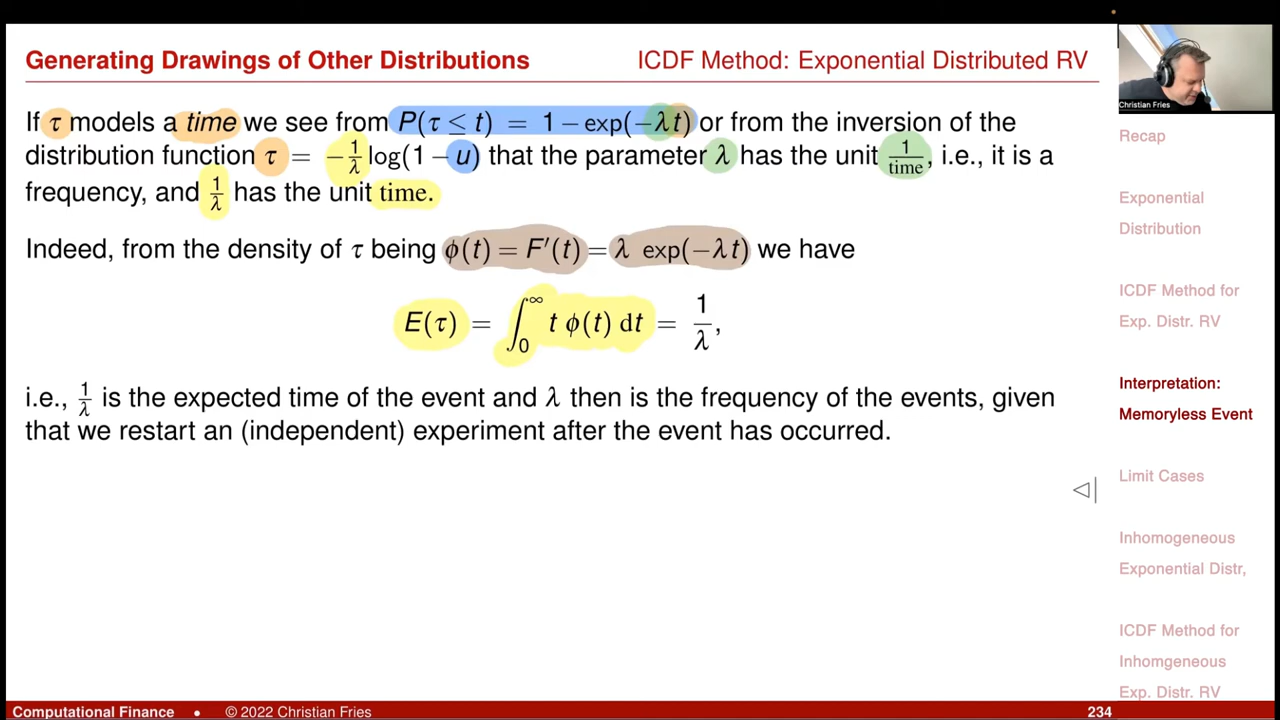 Generating Drawings of Other Distributions ICDF Method: Exponential Distributed RV
If τ models a time we see from P(τ ≤ t) = 1 − exp(−λ t) or from the inversion of the
distribution function τ = −1/λ log(1 − u) that the parameter λ has the unit 1/time, i.e., it is a
frequency, and 1/λ has the unit time.
Indeed, from the density of τ being ϕ(t) = F′(t) = λ exp(−λ t) we have
E(τ) = ∫₀^∞ t ϕ(t) dt = 1/λ,
i.e., 1/λ is the expected time of the event and λ then is the frequency of the events, given
that we restart an (independent) experiment after the event has occurred.
Christian Fries
Recap
Exponential
Distribution
ICDF Method for
Exp. Distr. RV
Interpretation:
Memoryless Event
Limit Cases
Inhomogeneous
Exponential Distr,
ICDF Method for
Inhomgeneous
Exp. Distr. RV
Computational Finance • © 2022 Christian Fries 234